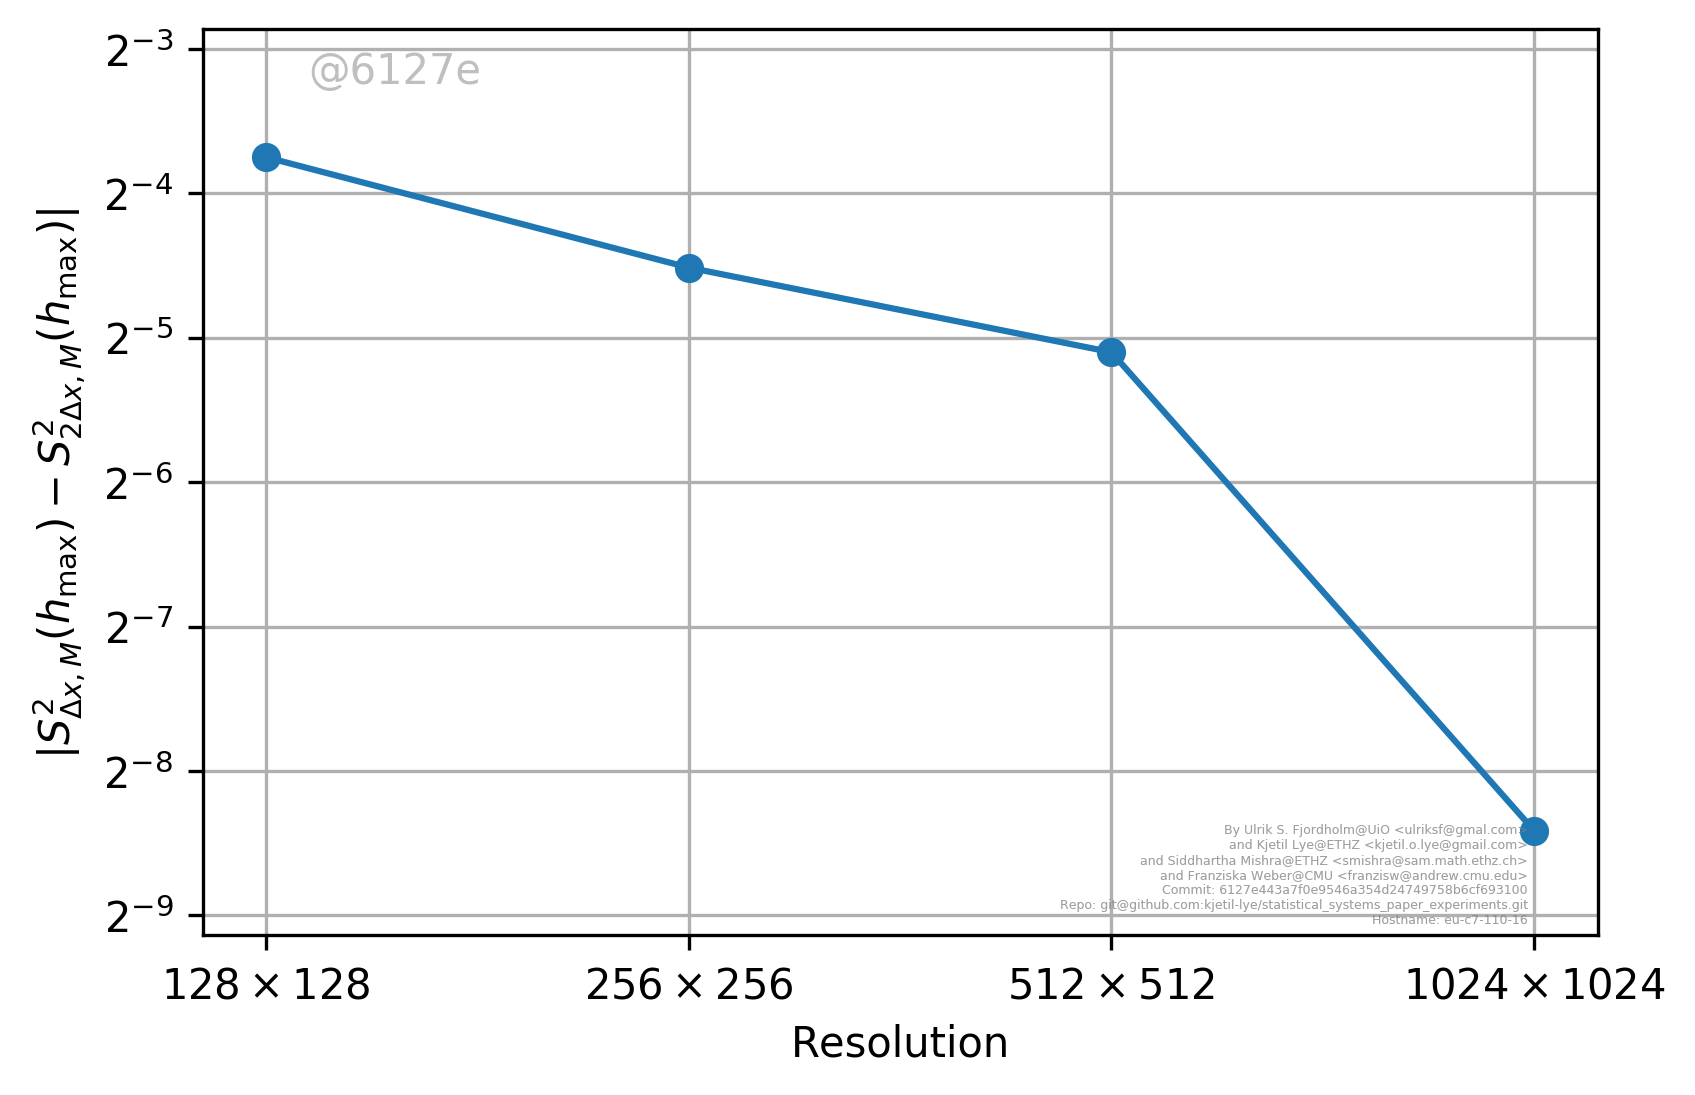 @6127e
2⁻³
2⁻⁴
2⁻⁵
2⁻⁶
2⁻⁷
2⁻⁸
2⁻⁹
|S²_{Δx, M}(h_max) − S²_{2Δx, M}(h_max)|
By Ulrik S. Fjordholm@UiO <ulriksf@gmal.com>
and Kjetil Lye@ETHZ <kjetil.o.lye@gmail.com>
and Siddhartha Mishra@ETHZ <smishra@sam.math.ethz.ch>
and Franziska Weber@CMU <franzisw@andrew.cmu.edu>
Commit: 6127e443a7f0e9546a354d24749758b6cf693100
Repo: git@github.com:kjetil-lye/statistical_systems_paper_experiments.git
Hostname: eu-c7-110-16
128 × 128 256 × 256 512 × 512 1024 × 1024
Resolution